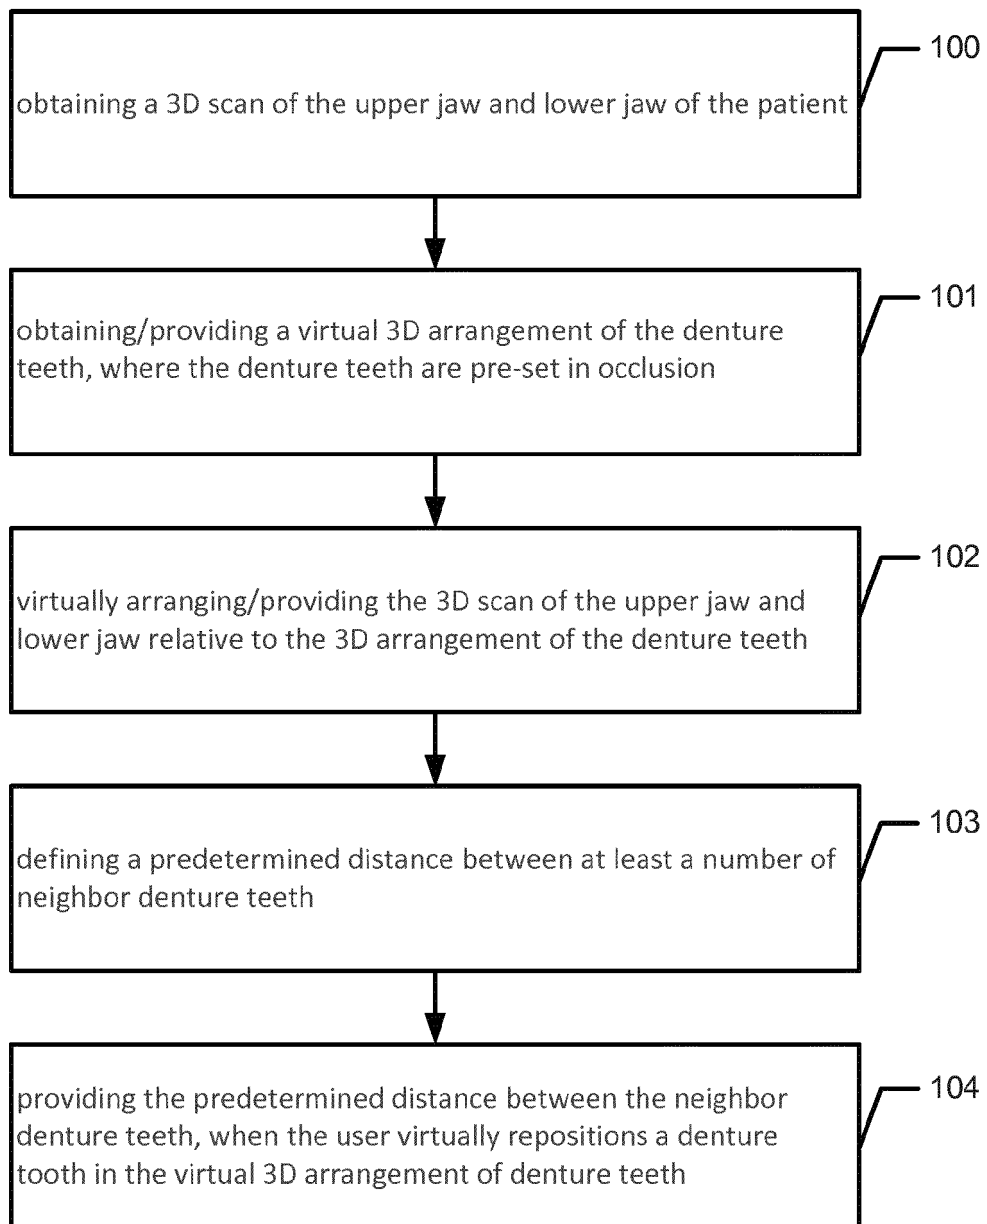 100
obtaining a 3D scan of the upper jaw and lower jaw of the patient
101
obtaining/providing a virtual 3D arrangement of the denture
teeth, where the denture teeth are pre-set in occlusion
102
virtually arranging/providing the 3D scan of the upper jaw and
lower jaw relative to the 3D arrangement of the denture teeth
103
defining a predetermined distance between at least a number of
neighbor denture teeth
104
providing the predetermined distance between the neighbor
denture teeth, when the user virtually repositions a denture
tooth in the virtual 3D arrangement of denture teeth